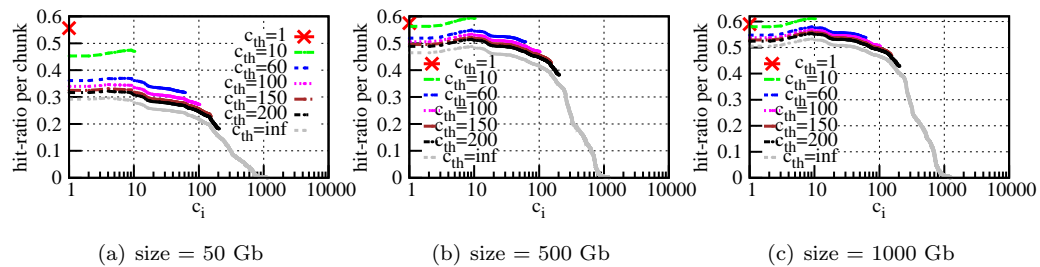 hit-ratio per chunk
0.6
0.5
0.4
0.3
0.2
0.1
0
1 10 100 1000 10000
c_i
c_th=1
c_th=10
c_th=60
c_th=100
c_th=150
c_th=200
c_th=inf
(a) size = 50 Gb
hit-ratio per chunk
0.6
0.5
0.4
0.3
0.2
0.1
0
1 10 100 1000 10000
c_i
c_th=1
c_th=10
c_th=60
c_th=100
c_th=150
c_th=200
c_th=inf
(b) size = 500 Gb
hit-ratio per chunk
0.6
0.5
0.4
0.3
0.2
0.1
0
1 10 100 1000 10000
c_i
c_th=1
c_th=10
c_th=60
c_th=100
c_th=150
c_th=200
c_th=inf
(c) size = 1000 Gb